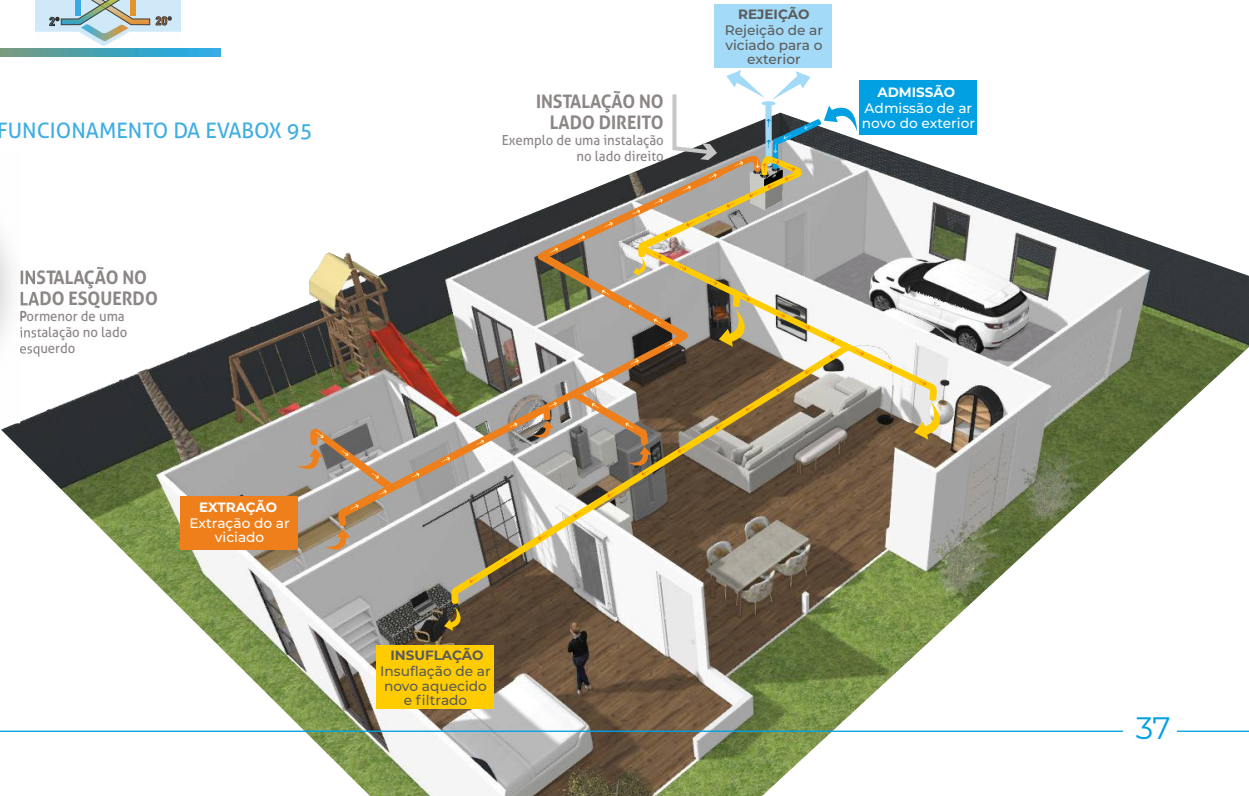 2°
20°
REJEIÇÃO
Rejeição de ar
viciado para o
exterior
ADMISSÃO
Admissão de ar
novo do exterior
INSTALAÇÃO NO
LADO DIREITO
Exemplo de uma instalação
no lado direito
FUNCIONAMENTO DA EVABOX 95
INSTALAÇÃO NO
LADO ESQUERDO
Pormenor de uma
instalação no lado
esquerdo
EXTRAÇÃO
Extração do ar
viciado
INSUFLAÇÃO
Insuflação de ar
novo aquecido
e filtrado
37